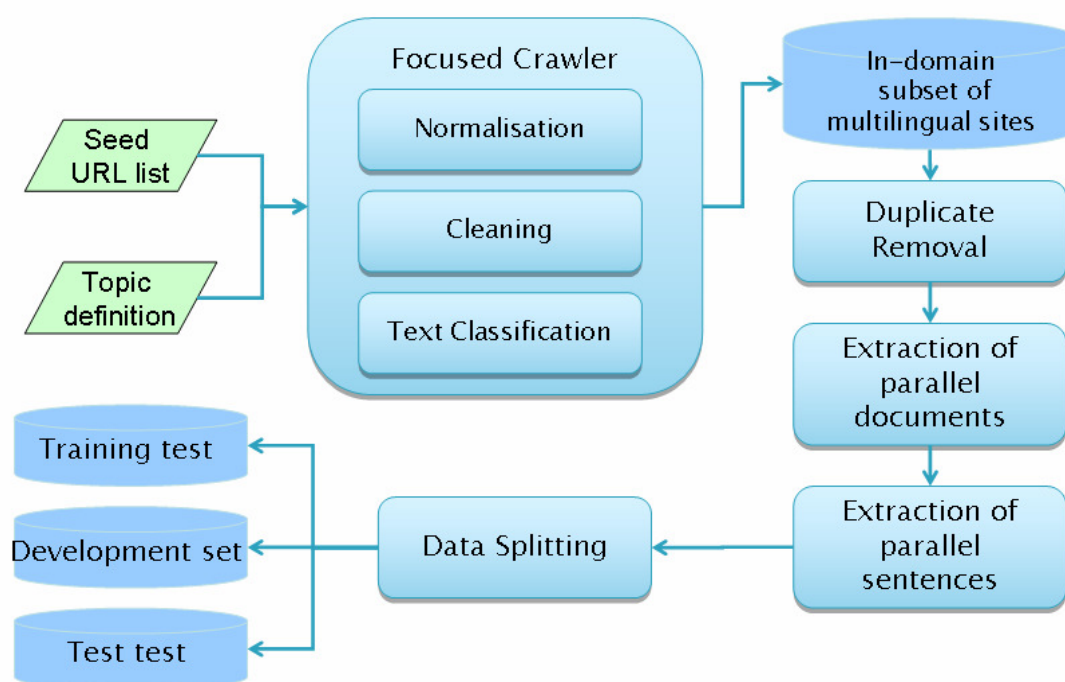 Seed
URL list
Topic
definition
Focused Crawler
Normalisation
Cleaning
Text Classification
In-domain
subset of
multilingual sites
Duplicate
Removal
Extraction of
parallel
documents
Extraction of
parallel
sentences
Data Splitting
Training test
Development set
Test test